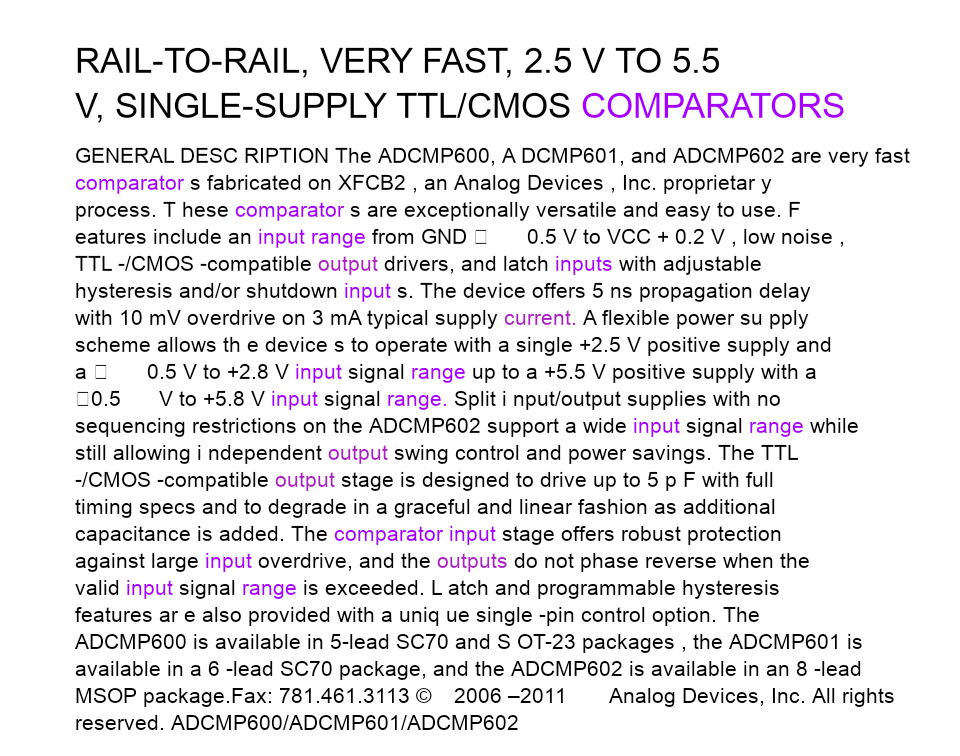 RAIL-TO-RAIL, VERY FAST, 2.5 V TO 5.5
V, SINGLE-SUPPLY TTL/CMOS COMPARATORS
GENERAL DESC RIPTION The ADCMP600, A DCMP601, and ADCMP602 are very fast
comparator s fabricated on XFCB2 , an Analog Devices , Inc. proprietar y
process. T hese comparator s are exceptionally versatile and easy to use. F
eatures include an input range from GND 0.5 V to VCC + 0.2 V , low noise ,
TTL -/CMOS -compatible output drivers, and latch inputs with adjustable
hysteresis and/or shutdown input s. The device offers 5 ns propagation delay
with 10 mV overdrive on 3 mA typical supply current. A flexible power su pply
scheme allows th e device s to operate with a single +2.5 V positive supply and
a 0.5 V to +2.8 V input signal range up to a +5.5 V positive supply with a
0.5 V to +5.8 V input signal range. Split i nput/output supplies with no
sequencing restrictions on the ADCMP602 support a wide input signal range while
still allowing i ndependent output swing control and power savings. The TTL
-/CMOS -compatible output stage is designed to drive up to 5 p F with full
timing specs and to degrade in a graceful and linear fashion as additional
capacitance is added. The comparator input stage offers robust protection
against large input overdrive, and the outputs do not phase reverse when the
valid input signal range is exceeded. L atch and programmable hysteresis
features ar e also provided with a uniq ue single -pin control option. The
ADCMP600 is available in 5-lead SC70 and S OT-23 packages , the ADCMP601 is
available in a 6 -lead SC70 package, and the ADCMP602 is available in an 8 -lead
MSOP package.Fax: 781.461.3113 © 2006 –2011 Analog Devices, Inc. All rights
reserved. ADCMP600/ADCMP601/ADCMP602